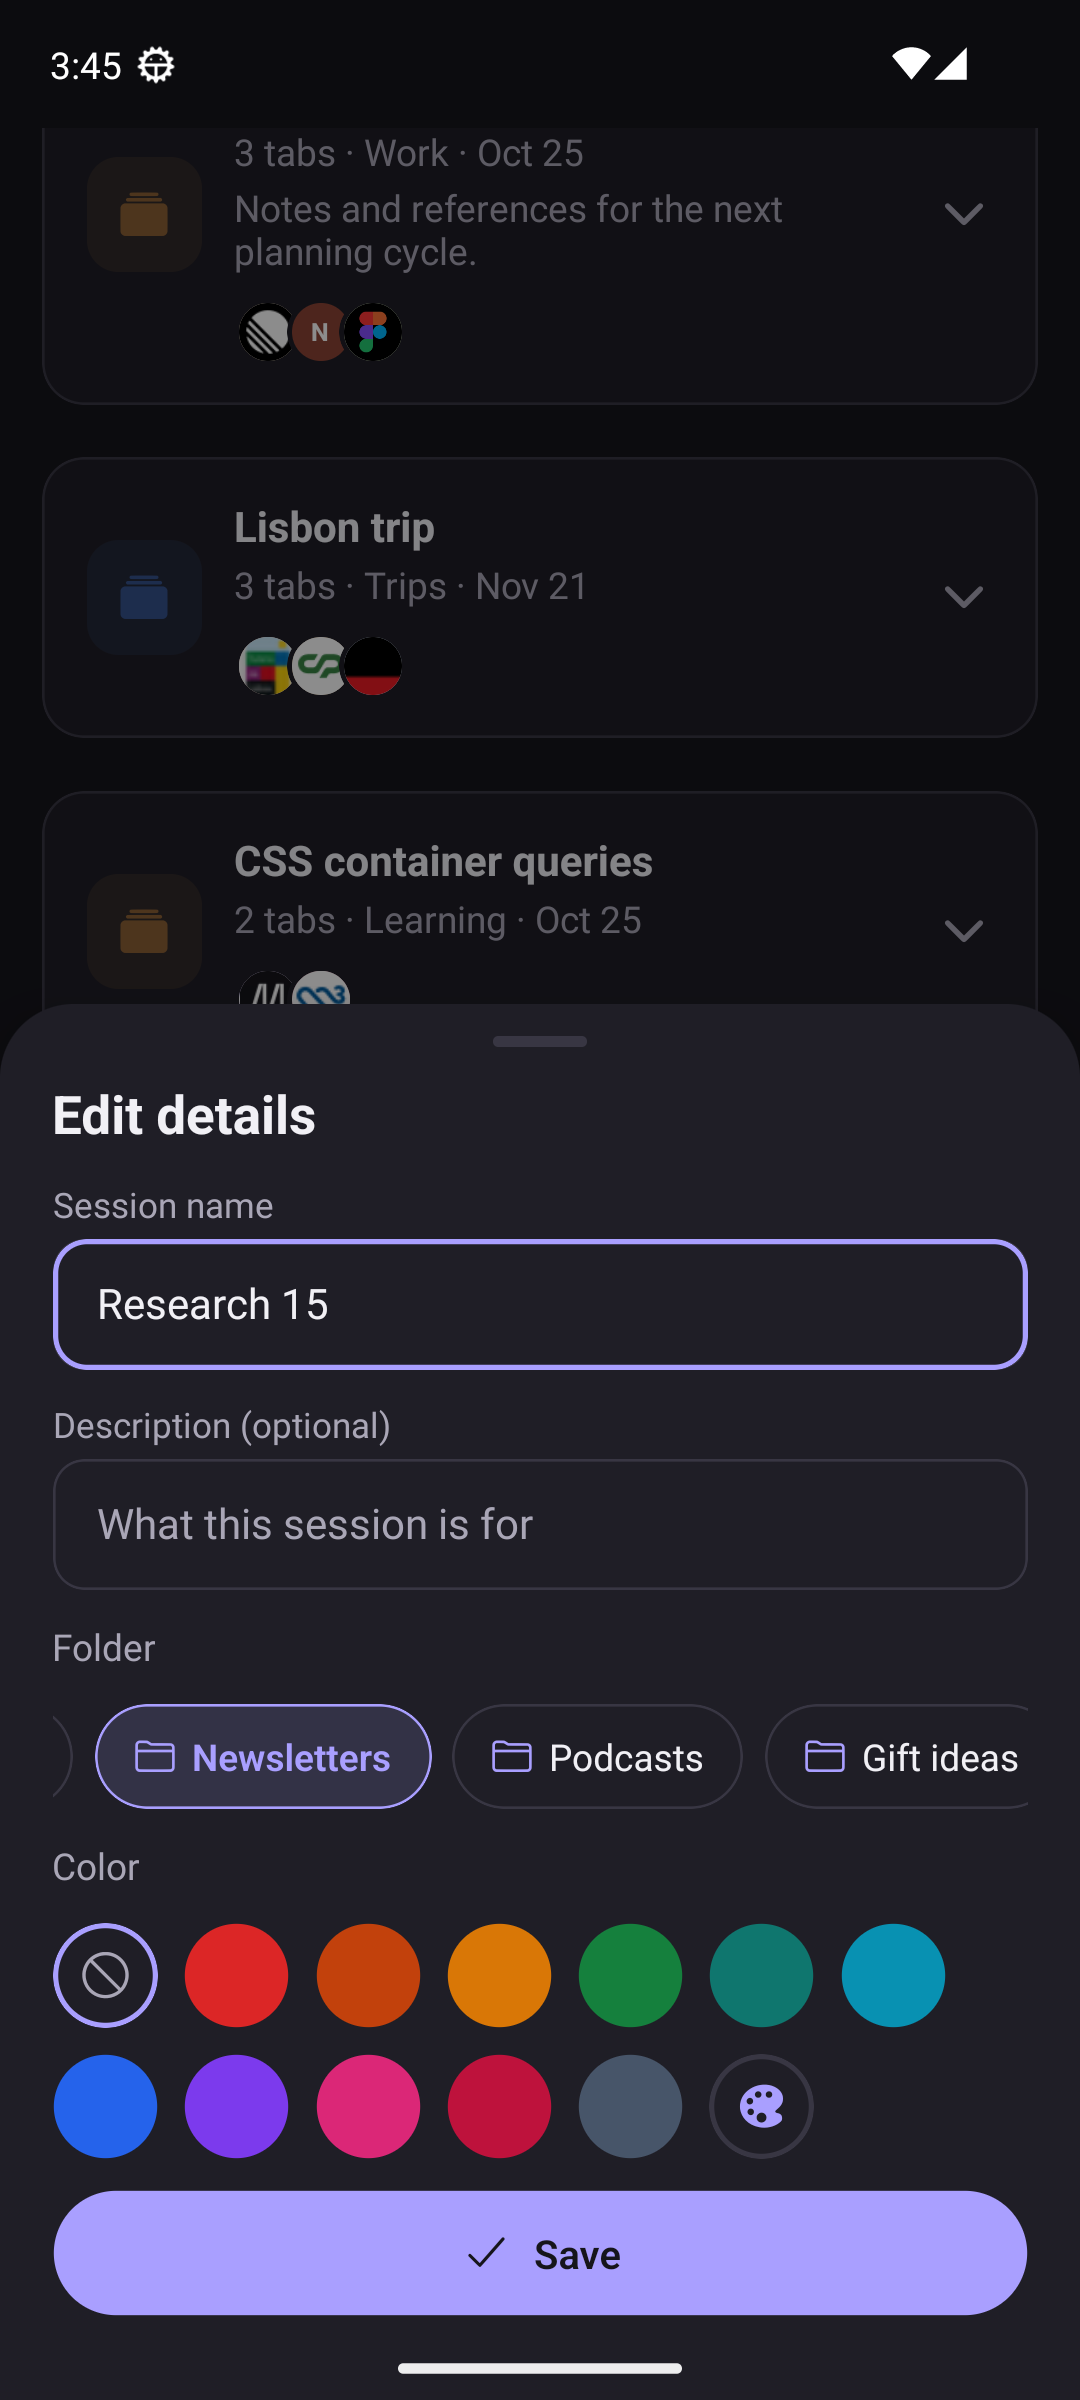 3:45
3 tabs · Work · Oct 25
Notes and references for the next
planning cycle.
N
Lisbon trip
3 tabs · Trips · Nov 21
CSS container queries
2 tabs · Learning · Oct 25
Edit details
Session name
Research 15
Description (optional)
What this session is for
Folder
Newsletters
Podcasts
Gift ideas
Color
Save